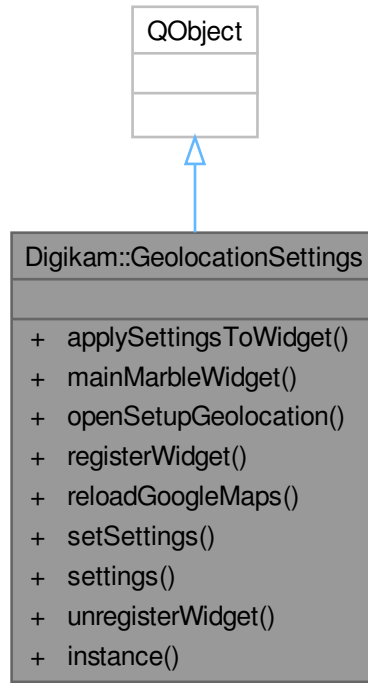 QObject
Digikam::GeolocationSettings
+ applySettingsToWidget()
+ mainMarbleWidget()
+ openSetupGeolocation()
+ registerWidget()
+ reloadGoogleMaps()
+ setSettings()
+ settings()
+ unregisterWidget()
+ instance()